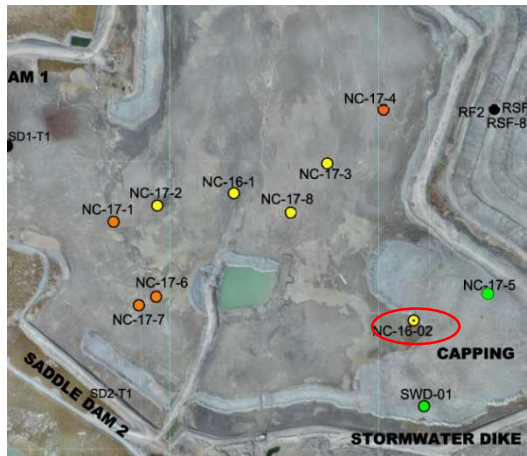 AM 1
NC-17-4
RF2
RSF
RSF-8
SD1-T1
NC-17-3
NC-16-1
NC-17-2
NC-17-8
NC-17-1
NC-17-6
NC-17-5
NC-17-7
NC-16-02
CAPPING
SADDLE DAM 2
SD2-T1
SWD-01
STORMWATER DIKE